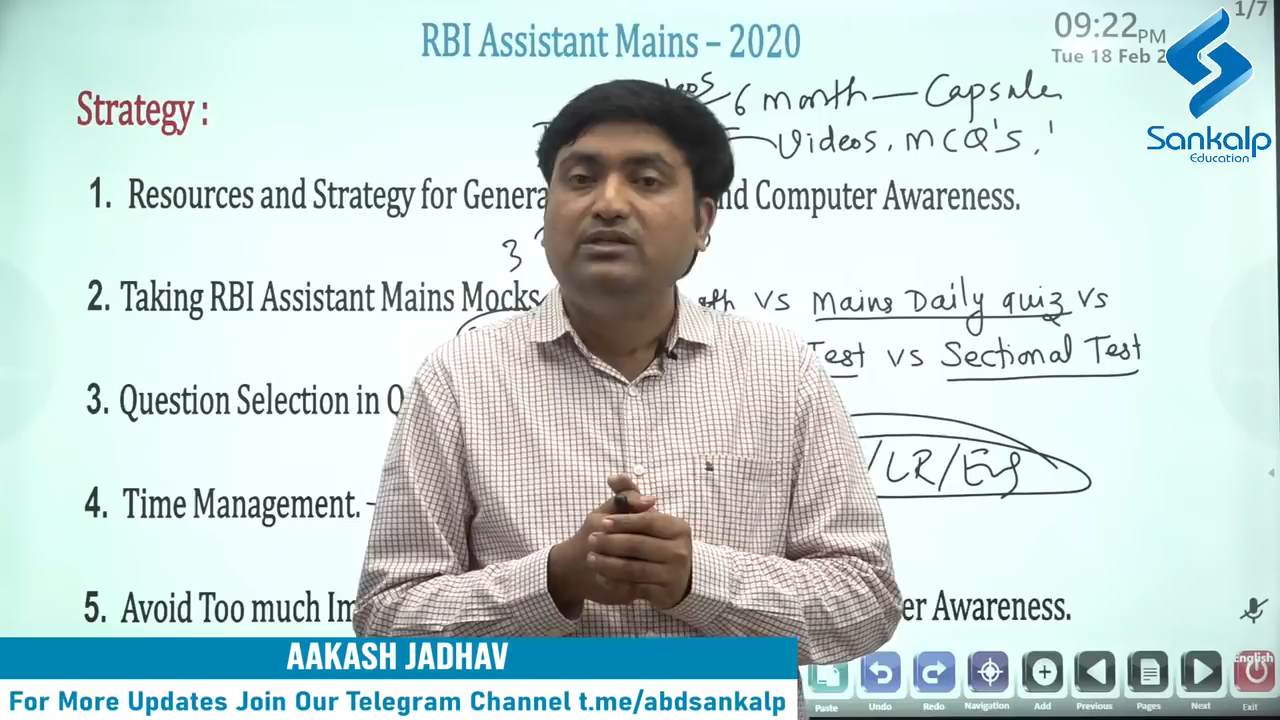 RBI Assistant Mains – 2020
09:22 PM
1/7
Tue 18 Feb
Sankalp
Education
Strategy :
6 month — Capsules
Videos, MCQ's,
1. Resources and Strategy for Genera nd Computer Awareness.
3
2. Taking RBI Assistant Mains Mocks vs Mains Daily quiz vs
Test vs Sectional Test
3. Question Selection in Q
/LR/Eng
4. Time Management. -
5. Avoid Too much Im er Awareness.
AAKASH JADHAV
For More Updates Join Our Telegram Channel t.me/abdsankalp
Paste Undo Redo Navigation Add Previous Pages Next English Exit